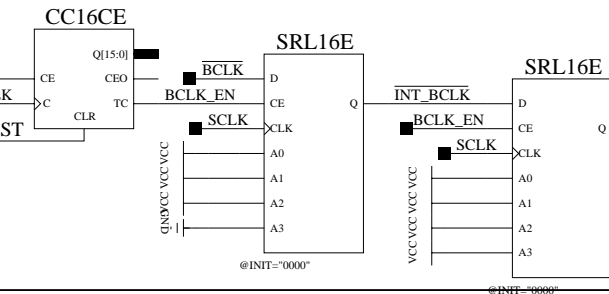 CC16CE
Q[15:0]
CE
CEO
C
TC
CLR
ST
BCLK
BCLK_EN
SCLK
VCC VCC VCC
GND
SRL16E
D
CE
CLK
Q
A0
A1
A2
A3
@INIT="0000"
INT_BCLK
BCLK_EN
SCLK
VCC VCC VCC VCC
SRL16E
D
CE
CLK
Q
A0
A1
A2
A3
@INIT="0000"